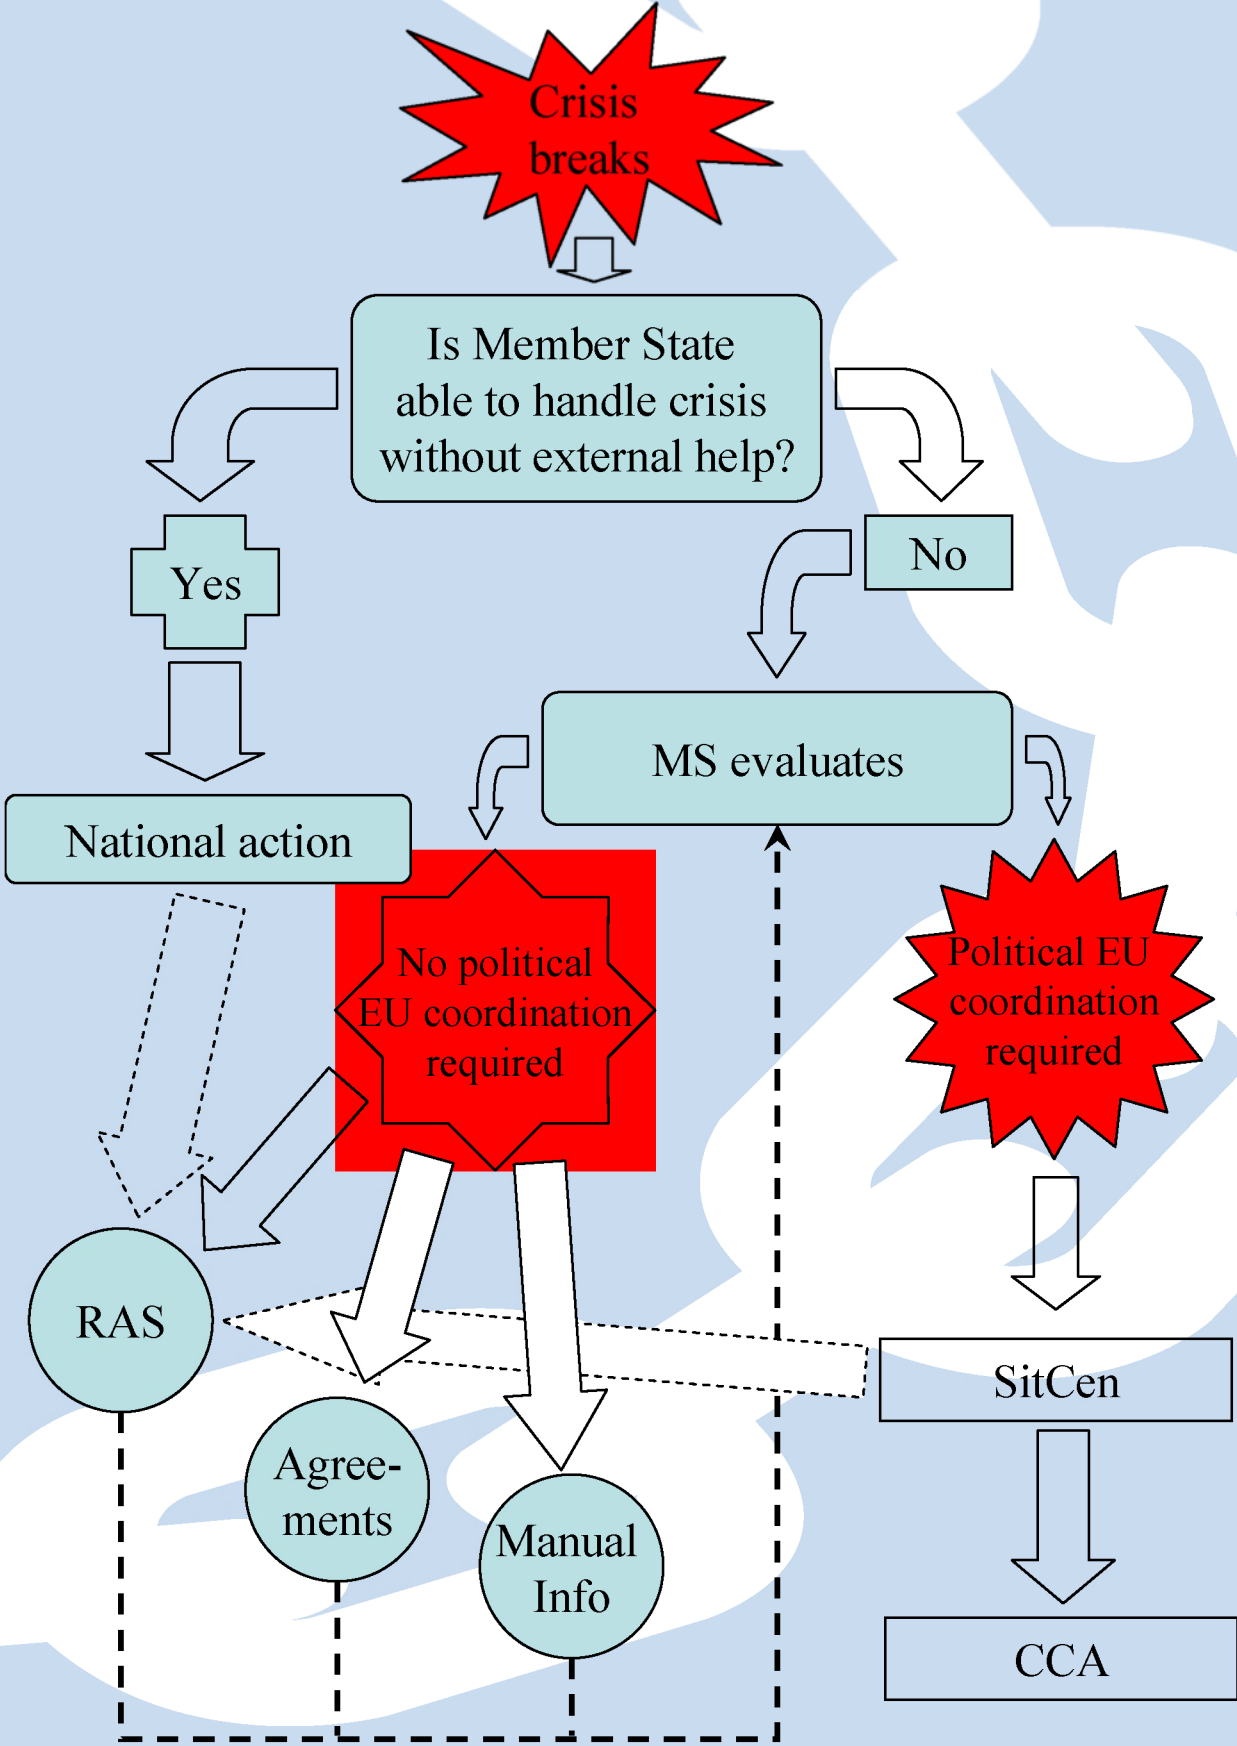 Crisis
breaks
Is Member State
able to handle crisis
without external help?
Yes
No
MS evaluates
National action
No political
EU coordination
required
Political EU
coordination
required
RAS
SitCen
Agree-
ments
Manual
Info
CCA